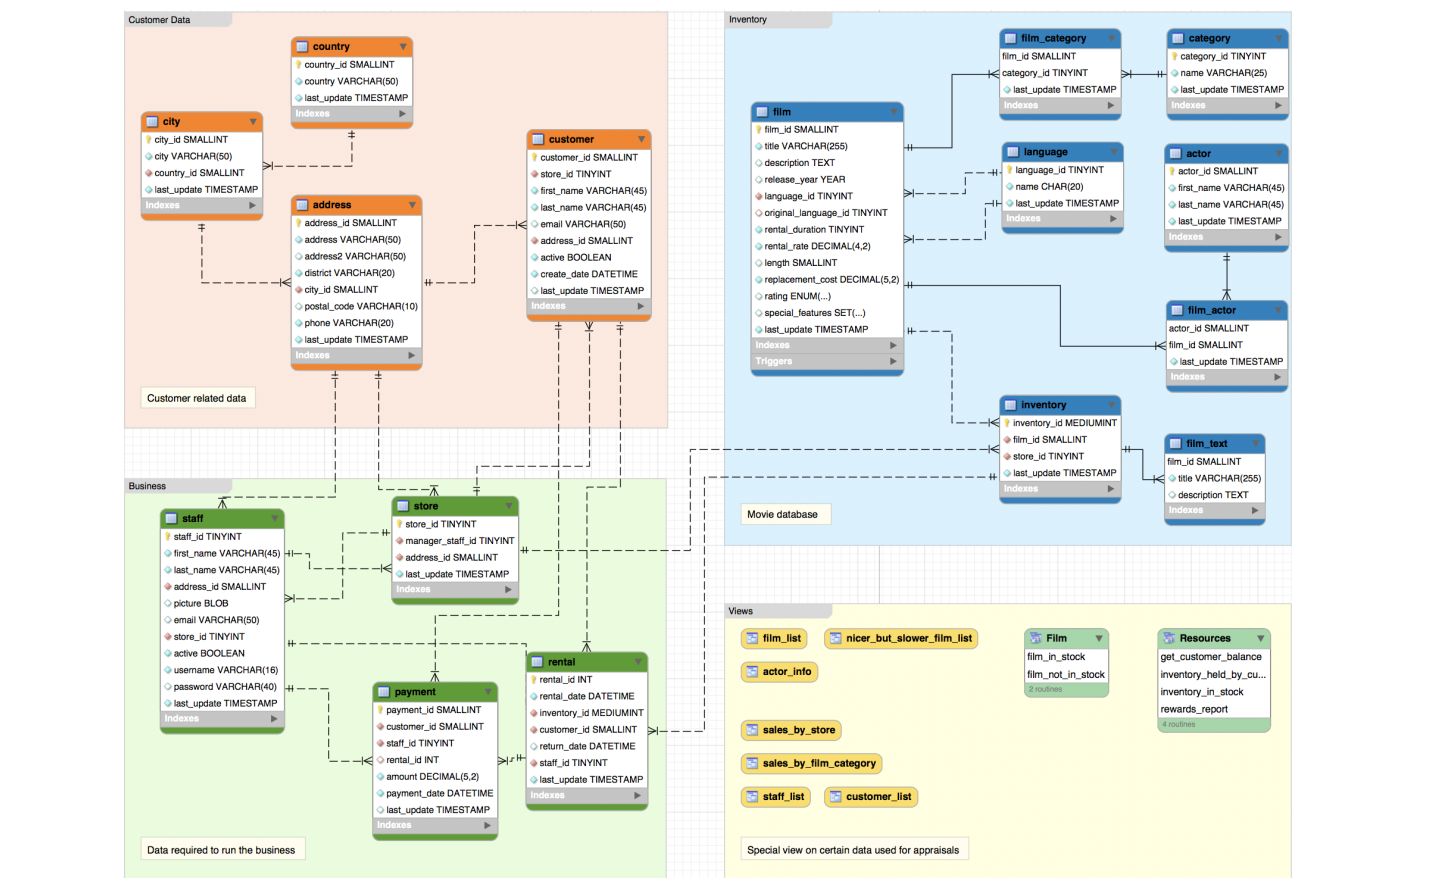 Customer Data
country
country_id SMALLINT
country VARCHAR(50)
last_update TIMESTAMP
Indexes
city
city_id SMALLINT
city VARCHAR(50)
country_id SMALLINT
last_update TIMESTAMP
Indexes
address
address_id SMALLINT
address VARCHAR(50)
address2 VARCHAR(50)
district VARCHAR(20)
city_id SMALLINT
postal_code VARCHAR(10)
phone VARCHAR(20)
last_update TIMESTAMP
Indexes
customer
customer_id SMALLINT
store_id TINYINT
first_name VARCHAR(45)
last_name VARCHAR(45)
email VARCHAR(50)
address_id SMALLINT
active BOOLEAN
create_date DATETIME
last_update TIMESTAMP
Indexes
Customer related data
Inventory
film
film_id SMALLINT
title VARCHAR(255)
description TEXT
release_year YEAR
language_id TINYINT
original_language_id TINYINT
rental_duration TINYINT
rental_rate DECIMAL(4,2)
length SMALLINT
replacement_cost DECIMAL(5,2)
rating ENUM(...)
special_features SET(...)
last_update TIMESTAMP
Indexes
Triggers
film_category
film_id SMALLINT
category_id TINYINT
last_update TIMESTAMP
Indexes
category
category_id TINYINT
name VARCHAR(25)
last_update TIMESTAMP
Indexes
language
language_id TINYINT
name CHAR(20)
last_update TIMESTAMP
Indexes
actor
actor_id SMALLINT
first_name VARCHAR(45)
last_name VARCHAR(45)
last_update TIMESTAMP
Indexes
film_actor
actor_id SMALLINT
film_id SMALLINT
last_update TIMESTAMP
Indexes
inventory
inventory_id MEDIUMINT
film_id SMALLINT
store_id TINYINT
last_update TIMESTAMP
Indexes
film_text
film_id SMALLINT
title VARCHAR(255)
description TEXT
Indexes
Movie database
Business
staff
staff_id TINYINT
first_name VARCHAR(45)
last_name VARCHAR(45)
address_id SMALLINT
picture BLOB
email VARCHAR(50)
store_id TINYINT
active BOOLEAN
username VARCHAR(16)
password VARCHAR(40)
last_update TIMESTAMP
Indexes
store
store_id TINYINT
manager_staff_id TINYINT
address_id SMALLINT
last_update TIMESTAMP
Indexes
payment
payment_id SMALLINT
customer_id SMALLINT
staff_id TINYINT
rental_id INT
amount DECIMAL(5,2)
payment_date DATETIME
last_update TIMESTAMP
Indexes
rental
rental_id INT
rental_date DATETIME
inventory_id MEDIUMINT
customer_id SMALLINT
return_date DATETIME
staff_id TINYINT
last_update TIMESTAMP
Indexes
Data required to run the business
Views
film_list
nicer_but_slower_film_list
actor_info
sales_by_store
sales_by_film_category
staff_list
customer_list
Film
film_in_stock
film_not_in_stock
2 routines
Resources
get_customer_balance
inventory_held_by_cu...
inventory_in_stock
rewards_report
4 routines
Special view on certain data used for appraisals